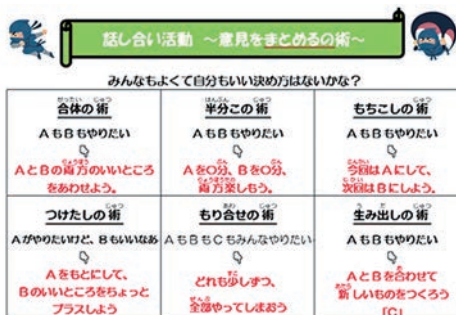 話し合い活動 ~意見をまとめるの術~
みんなもよくて自分もいい決め方はないかな?
合体の術
AもBもやりたい
AとBの両方のいいところ
をあわせよう。
半分この術
AもBもやりたい
Aを○分、Bを○分、
両方楽しもう。
もちこしの術
AもBもやりたい
今回はAにして、
次回はBにしよう。
つけたしの術
Aがやりたいけど、Bもいいなあ
Aをもとにして、
Bのいいところをちょっと
プラスしよう
もり合せの術
AもBもCもみんなやりたい
どれも少しずつ、
全部やってしまおう
生み出しの術
AもBもやりたい
AとBを合わせて
新しいものをつくろう
「C」